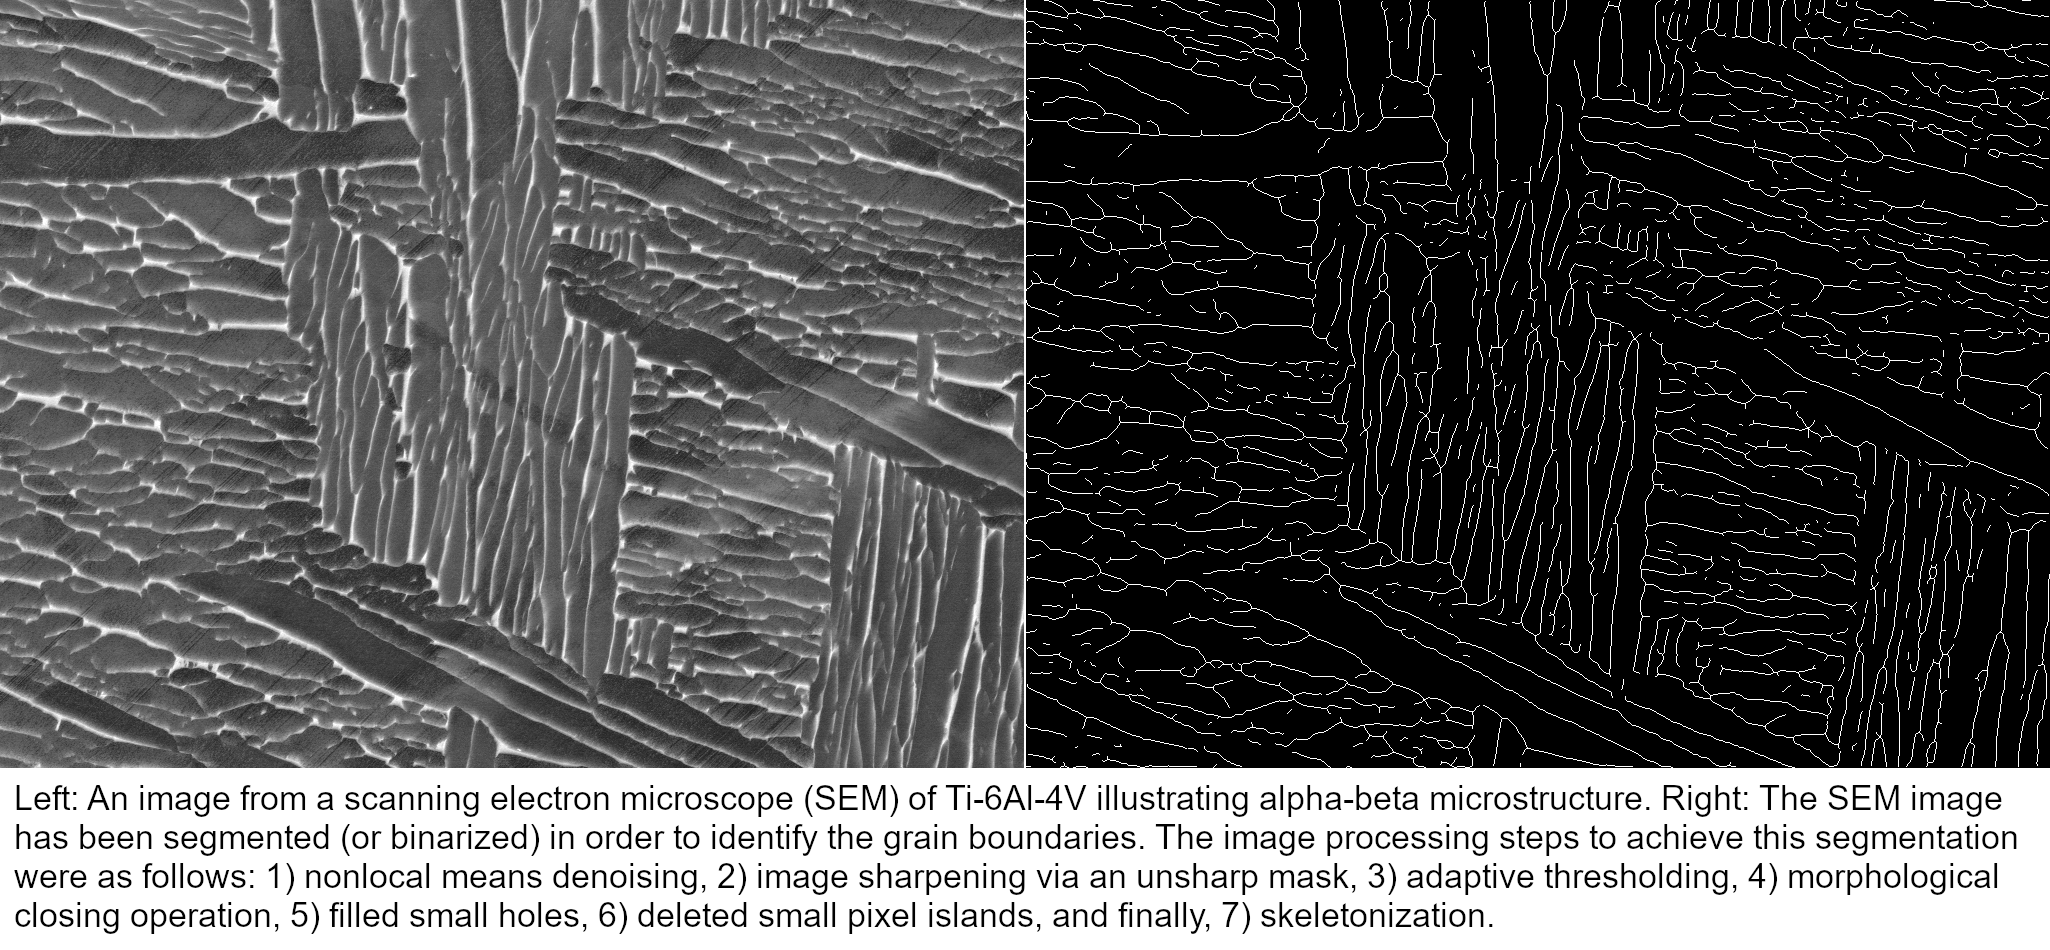 Left: An image from a scanning electron microscope (SEM) of Ti-6Al-4V illustrating alpha-beta microstructure. Right: The SEM image
has been segmented (or binarized) in order to identify the grain boundaries. The image processing steps to achieve this segmentation
were as follows: 1) nonlocal means denoising, 2) image sharpening via an unsharp mask, 3) adaptive thresholding, 4) morphological
closing operation, 5) filled small holes, 6) deleted small pixel islands, and finally, 7) skeletonization.